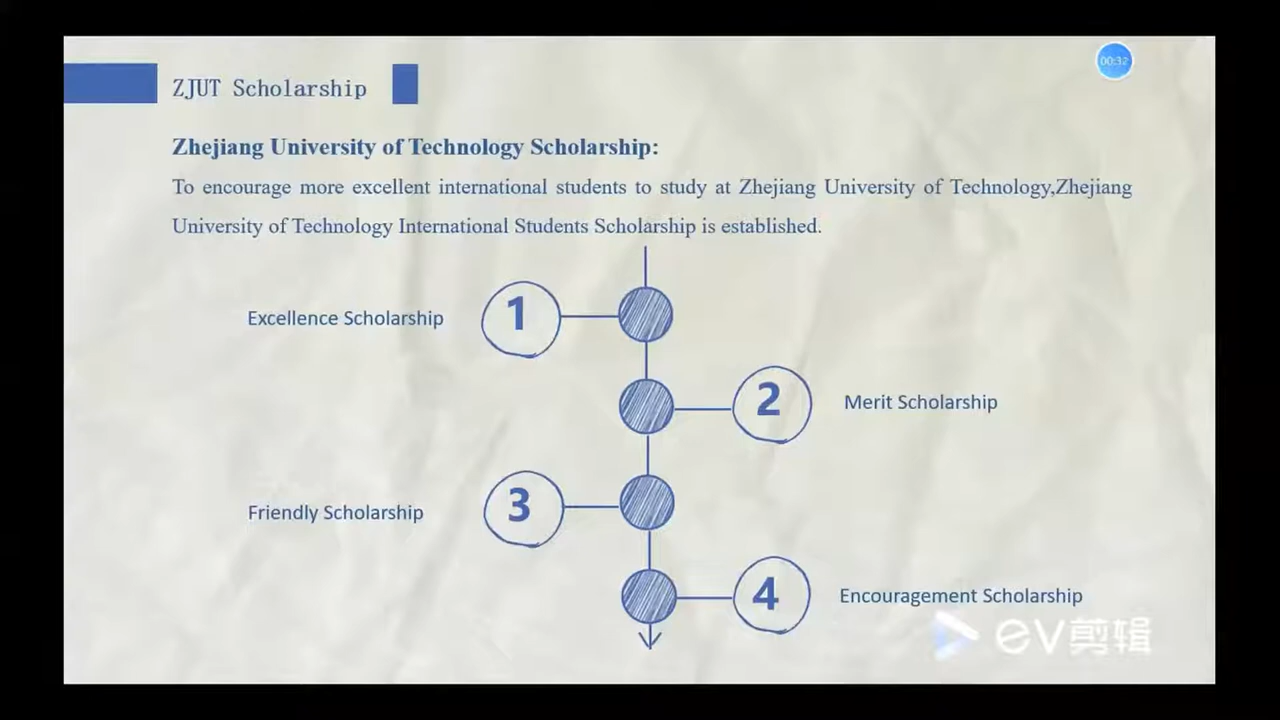 ZJUT Scholarship
00:32
Zhejiang University of Technology Scholarship:
To encourage more excellent international students to study at Zhejiang University of Technology,Zhejiang
University of Technology International Students Scholarship is established.
Excellence Scholarship 1
2 Merit Scholarship
Friendly Scholarship 3
4 Encouragement Scholarship
eV剪辑